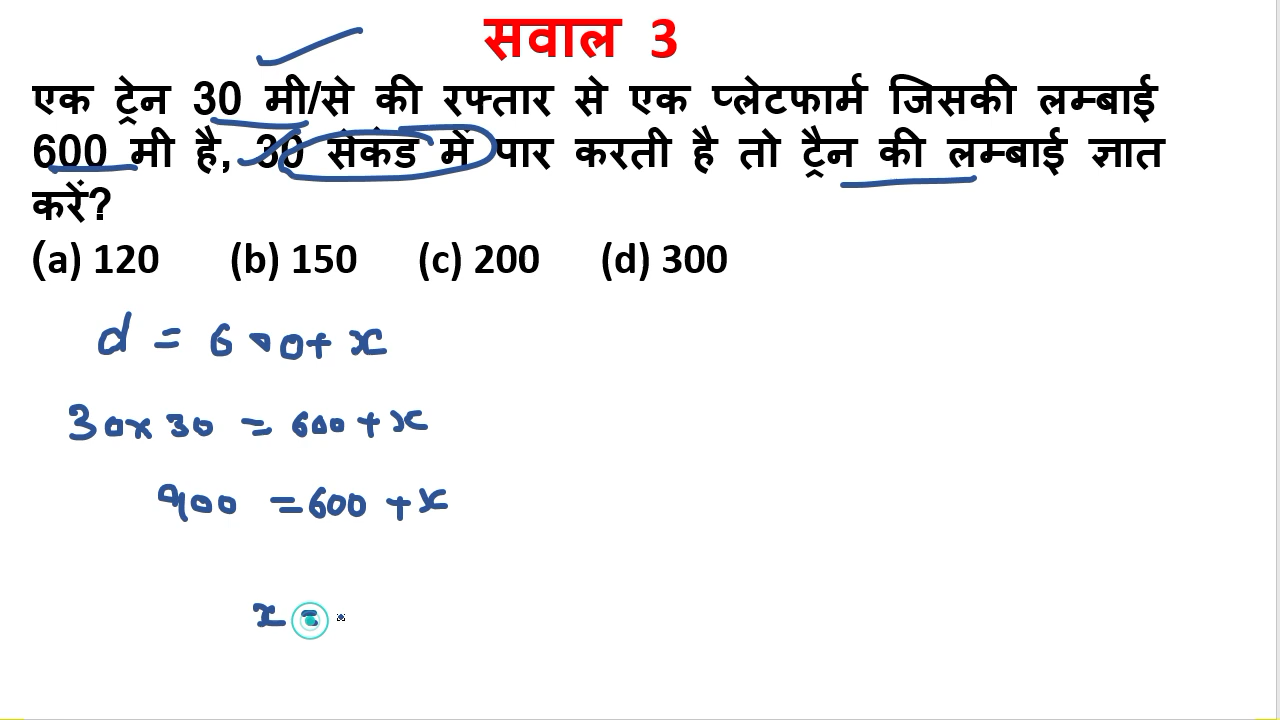 सवाल 3
एक ट्रेन 30 मी/से की रफ्तार से एक प्लेटफार्म जिसकी लम्बाई
600 मी है, 30 सेकेंड में पार करती है तो ट्रैन की लम्बाई ज्ञात
करें?
(a) 120 (b) 150 (c) 200 (d) 300
d = 600+ x
30x 30 = 600 + x
900 = 600 + x
x =